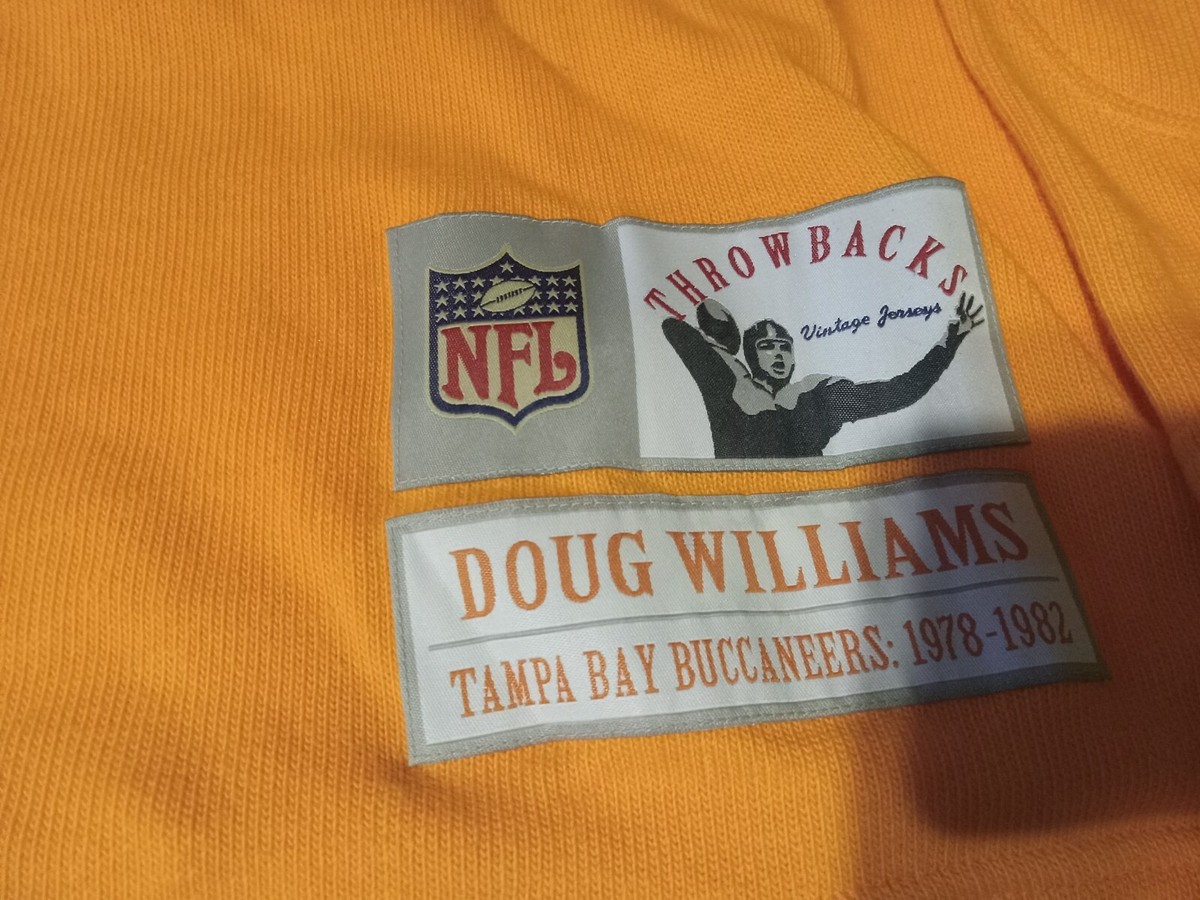 NFL
THROWBACKS
Vintage Jerseys
DOUG WILLIAMS
TAMPA BAY BUCCANEERS: 1978-1982